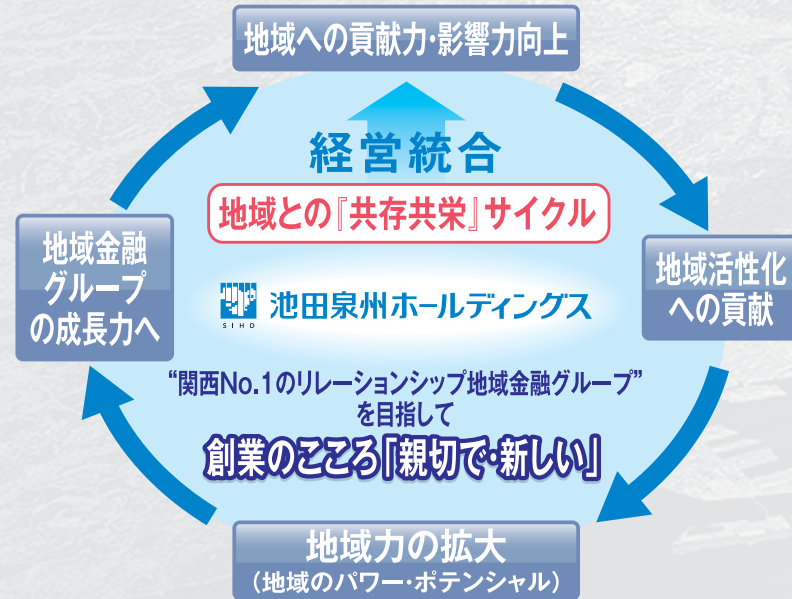 地域への貢献力・影響力向上
経営統合
地域との『共存共栄』サイクル
地域金融
グループ
の成長力へ
地域活性化
への貢献
池田泉州ホールディングス
SIHD
“関西No.1のリレーションシップ地域金融グループ”
を目指して
創業のこころ「親切で・新しい」
地域力の拡大
（地域のパワー・ポテンシャル）